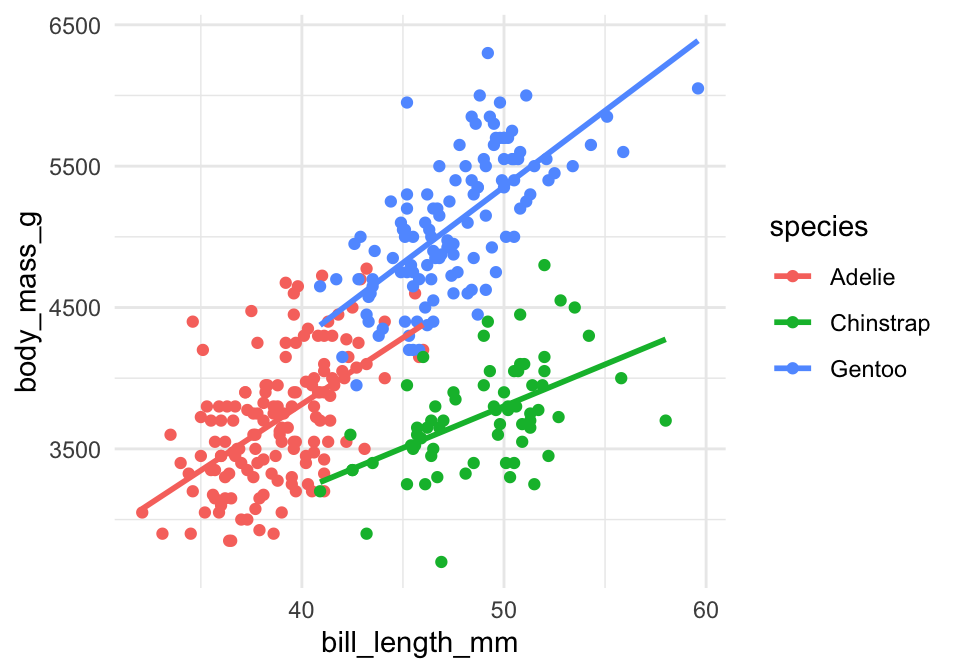 6500
5500
4500
3500
body_mass_g
40 50 60
bill_length_mm
species
Adelie
Chinstrap
Gentoo